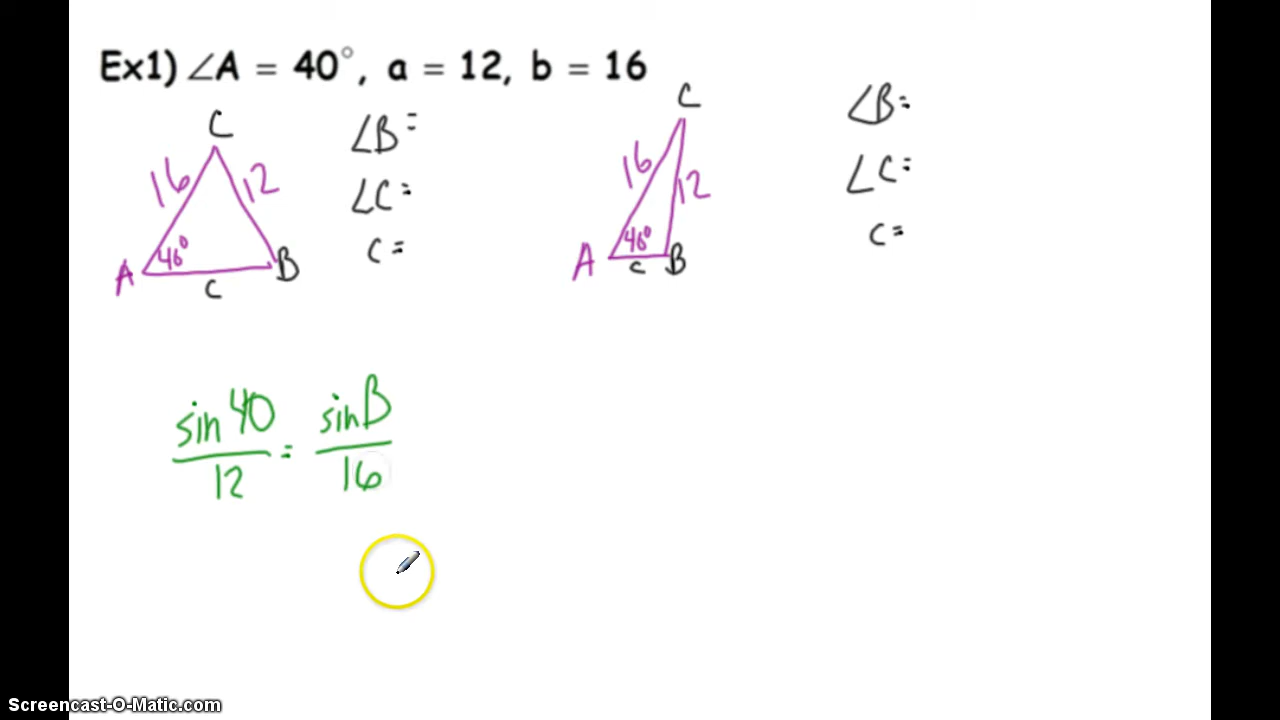 Ex1) ∠A = 40°, a = 12, b = 16
C
16
12
40°
A
B
c
∠B =
∠C =
c =
C
16
12
40°
A
B
c
∠B =
∠C =
c =
sin 40 / 12 = sin B / 16
Screencast-O-Matic.com